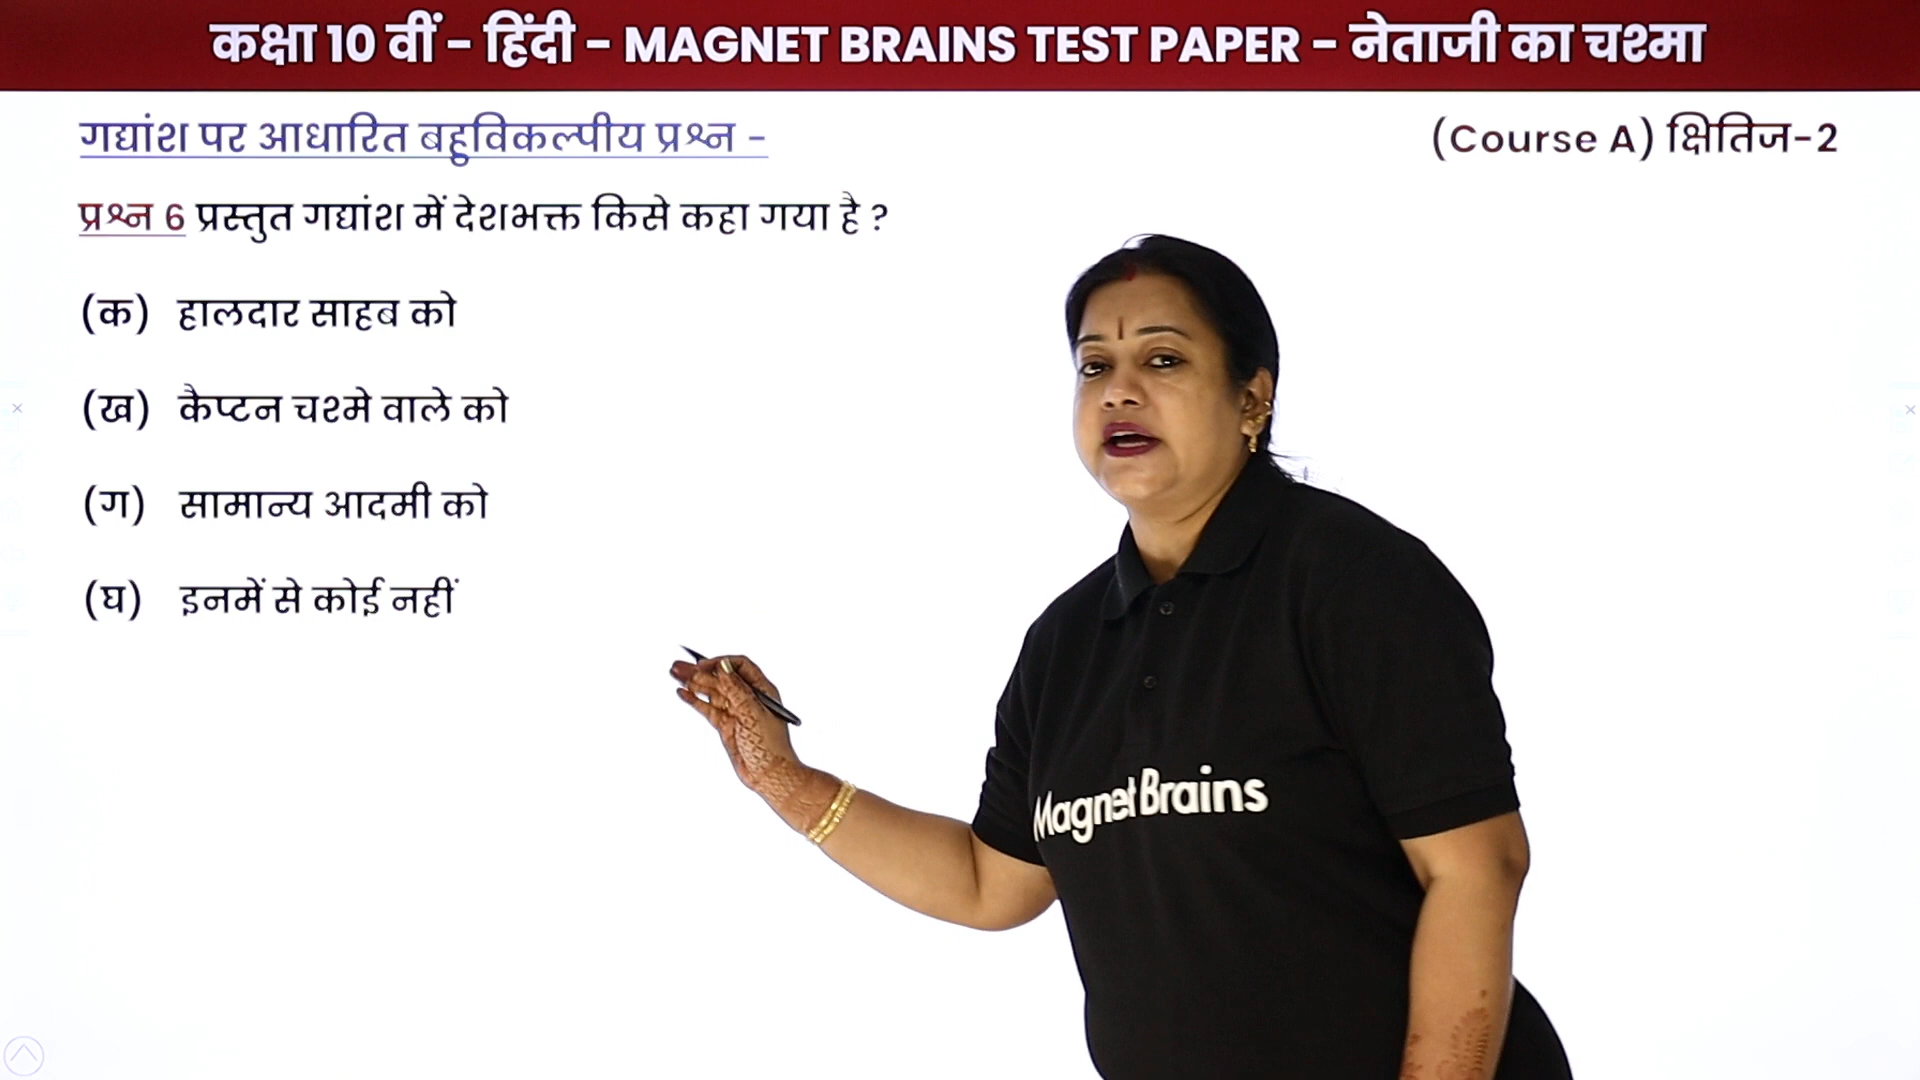 कक्षा 10 वीं - हिंदी - MAGNET BRAINS TEST PAPER - नेताजी का चश्मा
गद्यांश पर आधारित बहुविकल्पीय प्रश्न -
(Course A) क्षितिज-2
प्रश्न 6 प्रस्तुत गद्यांश में देशभक्त किसे कहा गया है ?
(क) हालदार साहब को
(ख) कैप्टन चश्मे वाले को
(ग) सामान्य आदमी को
(घ) इनमें से कोई नहीं
Magnet Brains